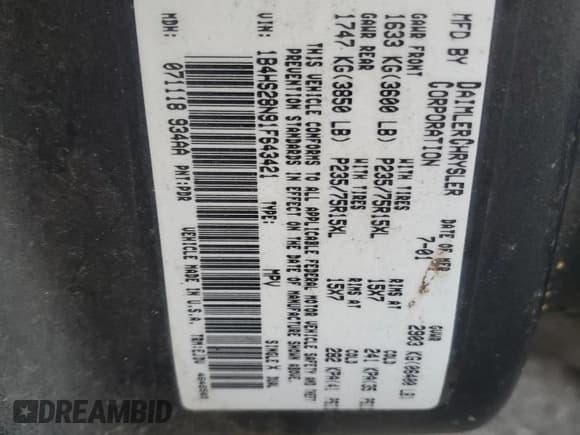 MFD BY DAIMLERCHRYSLER CORPORATION
DATE OF MFR 7-01
GVWR 2903 KG(06400 LB)
GAWR FRONT WITH TIRES RIMS AT COLD
1633 KG(3600 LB) P235/75R15XL 15X7 241 KPA(35 PSI)
GAWR REAR WITH TIRES RIMS AT COLD
1747 KG(3850 LB) P235/75R15XL 15X7 282 KPA(41 PSI)
THIS VEHICLE CONFORMS TO ALL APPLICABLE FEDERAL MOTOR VEHICLE SAFETY AND THEFT
PREVENTION STANDARDS IN EFFECT ON THE DATE OF MANUFACTURE SHOWN ABOVE.
VIN: 1B4HS28N91F643421 TYPE: MPV SINGLE X DUAL
MDH: 071118 934AA PNT:PDR VEHICLE MADE IN U.S.A.
DREAMBID